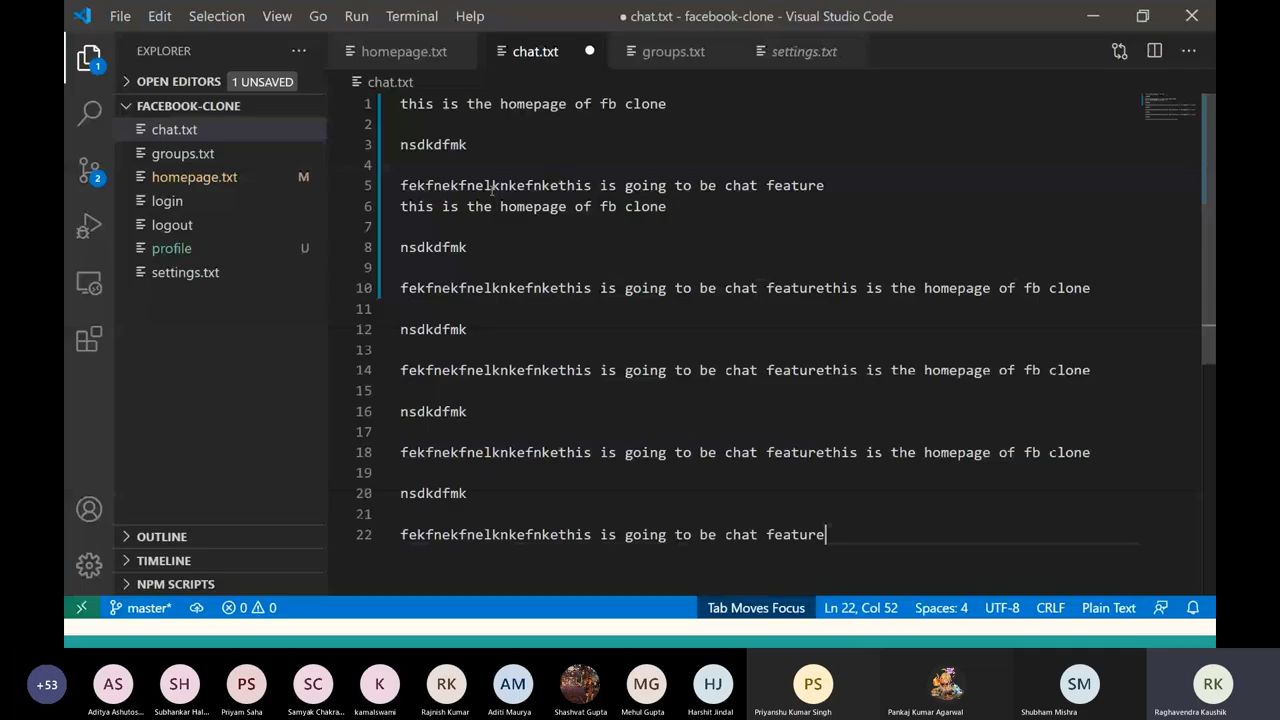 File Edit Selection View Go Run Terminal Help
● chat.txt - facebook-clone - Visual Studio Code
EXPLORER
homepage.txt
chat.txt
groups.txt
settings.txt
OPEN EDITORS 1 UNSAVED
FACEBOOK-CLONE
chat.txt
groups.txt
homepage.txt M
login
logout
profile U
settings.txt
OUTLINE
TIMELINE
NPM SCRIPTS
1
2
chat.txt
1 this is the homepage of fb clone
2
3 nsdkdfmk
4
5 fekfnekfnelknkefnkethis is going to be chat feature
6 this is the homepage of fb clone
7
8 nsdkdfmk
9
10 fekfnekfnelknkefnkethis is going to be chat featurethis is the homepage of fb clone
11
12 nsdkdfmk
13
14 fekfnekfnelknkefnkethis is going to be chat featurethis is the homepage of fb clone
15
16 nsdkdfmk
17
18 fekfnekfnelknkefnkethis is going to be chat featurethis is the homepage of fb clone
19
20 nsdkdfmk
21
22 fekfnekfnelknkefnkethis is going to be chat feature
master* 0 0 Tab Moves Focus Ln 22, Col 52 Spaces: 4 UTF-8 CRLF Plain Text
+53 AS SH PS SC K RK AM MG HJ PS SM RK
Aditya Ashutos... Subhankar Hal... Priyam Saha Samyak Chakra... kamalswami Rajnish Kumar Aditi Maurya Shashvat Gupta Mehul Gupta Harshit Jindal Priyanshu Kumar Singh Pankaj Kumar Agarwal Shubham Mishra Raghavendra Kaushik